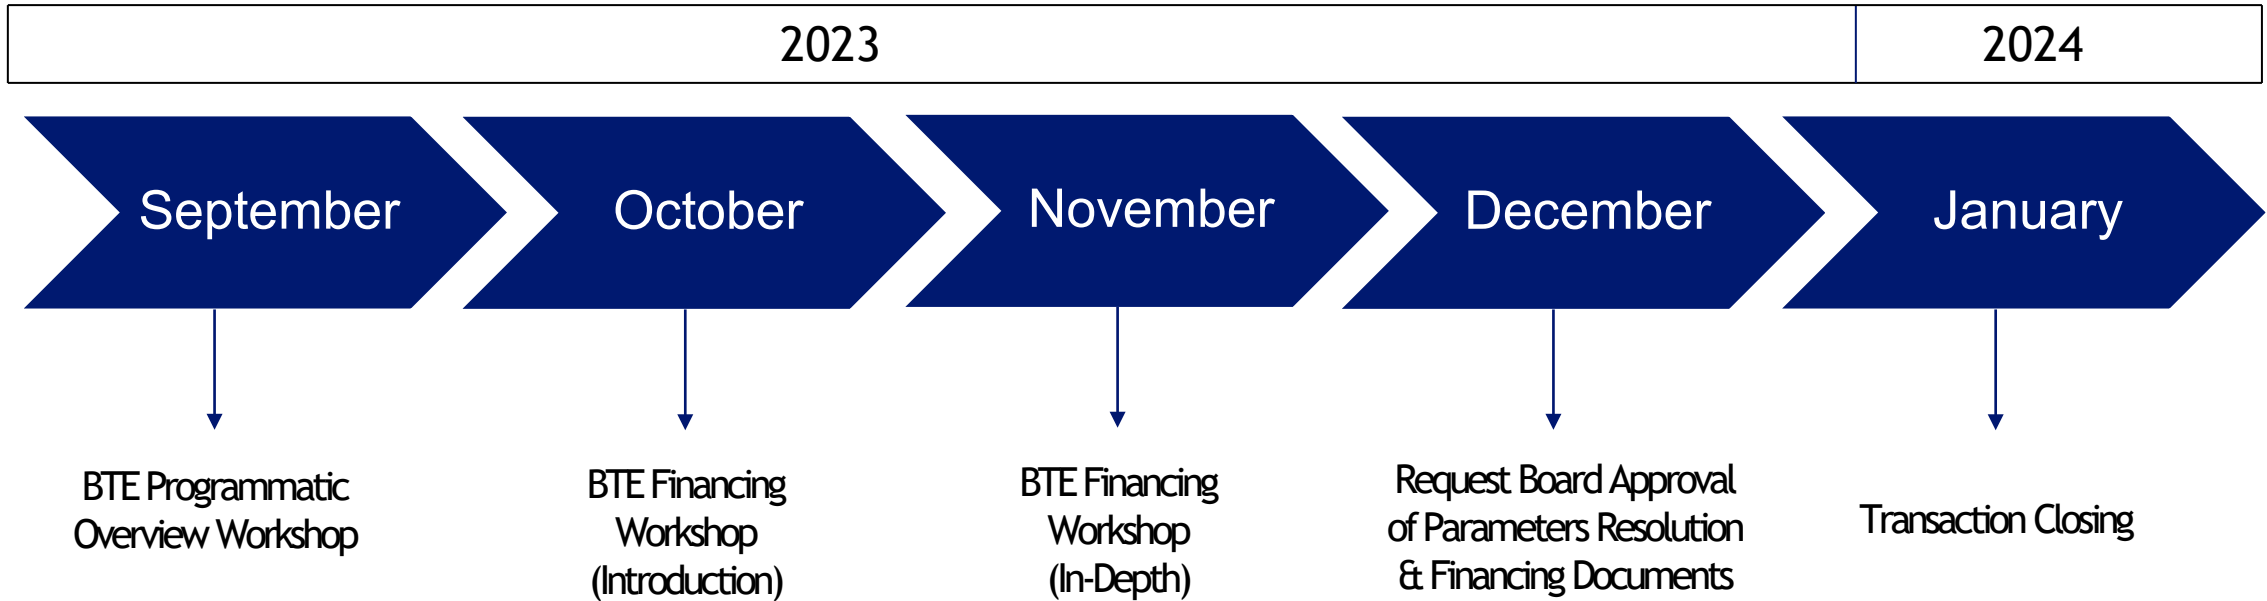 2023
2024
September
October
November
December
January
BTE Programmatic
Overview Workshop
BTE Financing
Workshop
(Introduction)
BTE Financing
Workshop
(In-Depth)
Request Board Approval
of Parameters Resolution
& Financing Documents
Transaction Closing